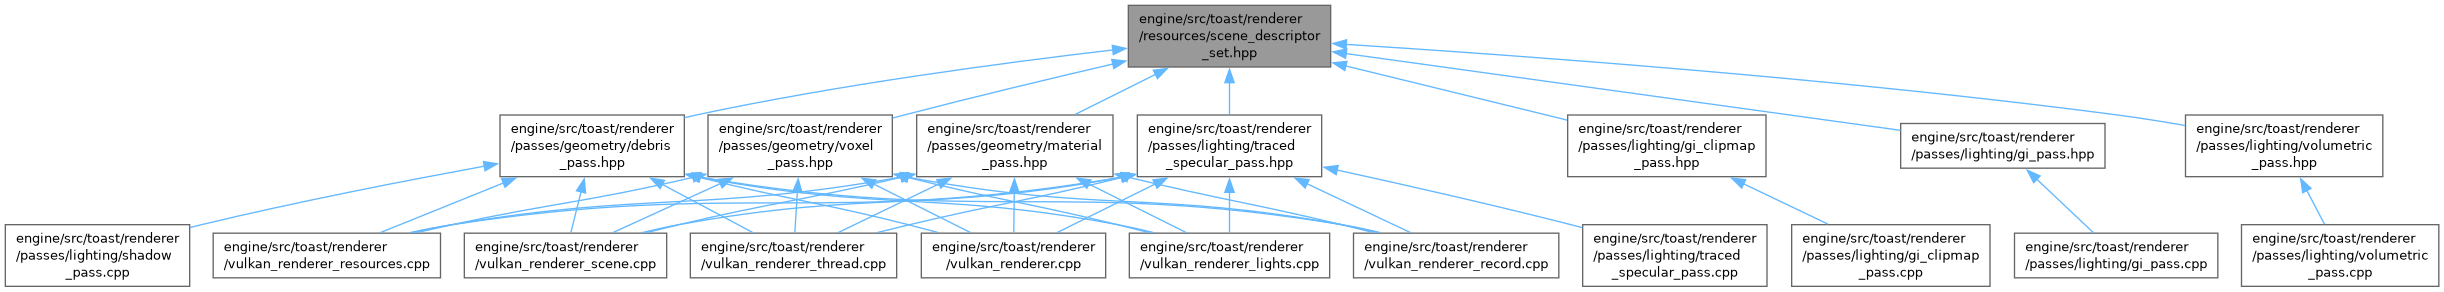 engine/src/toast/renderer
/resources/scene_descriptor
_set.hpp
engine/src/toast/renderer
/passes/geometry/debris
_pass.hpp
engine/src/toast/renderer
/passes/geometry/voxel
_pass.hpp
engine/src/toast/renderer
/passes/geometry/material
_pass.hpp
engine/src/toast/renderer
/passes/lighting/traced
_specular_pass.hpp
engine/src/toast/renderer
/passes/lighting/gi_clipmap
_pass.hpp
engine/src/toast/renderer
/passes/lighting/gi_pass.hpp
engine/src/toast/renderer
/passes/lighting/volumetric
_pass.hpp
engine/src/toast/renderer
/passes/lighting/shadow
_pass.cpp
engine/src/toast/renderer
/vulkan_renderer_resources.cpp
engine/src/toast/renderer
/vulkan_renderer_scene.cpp
engine/src/toast/renderer
/vulkan_renderer_thread.cpp
engine/src/toast/renderer
/vulkan_renderer.cpp
engine/src/toast/renderer
/vulkan_renderer_lights.cpp
engine/src/toast/renderer
/vulkan_renderer_record.cpp
engine/src/toast/renderer
/passes/lighting/traced
_specular_pass.cpp
engine/src/toast/renderer
/passes/lighting/gi_clipmap
_pass.cpp
engine/src/toast/renderer
/passes/lighting/gi_pass.cpp
engine/src/toast/renderer
/passes/lighting/volumetric
_pass.cpp